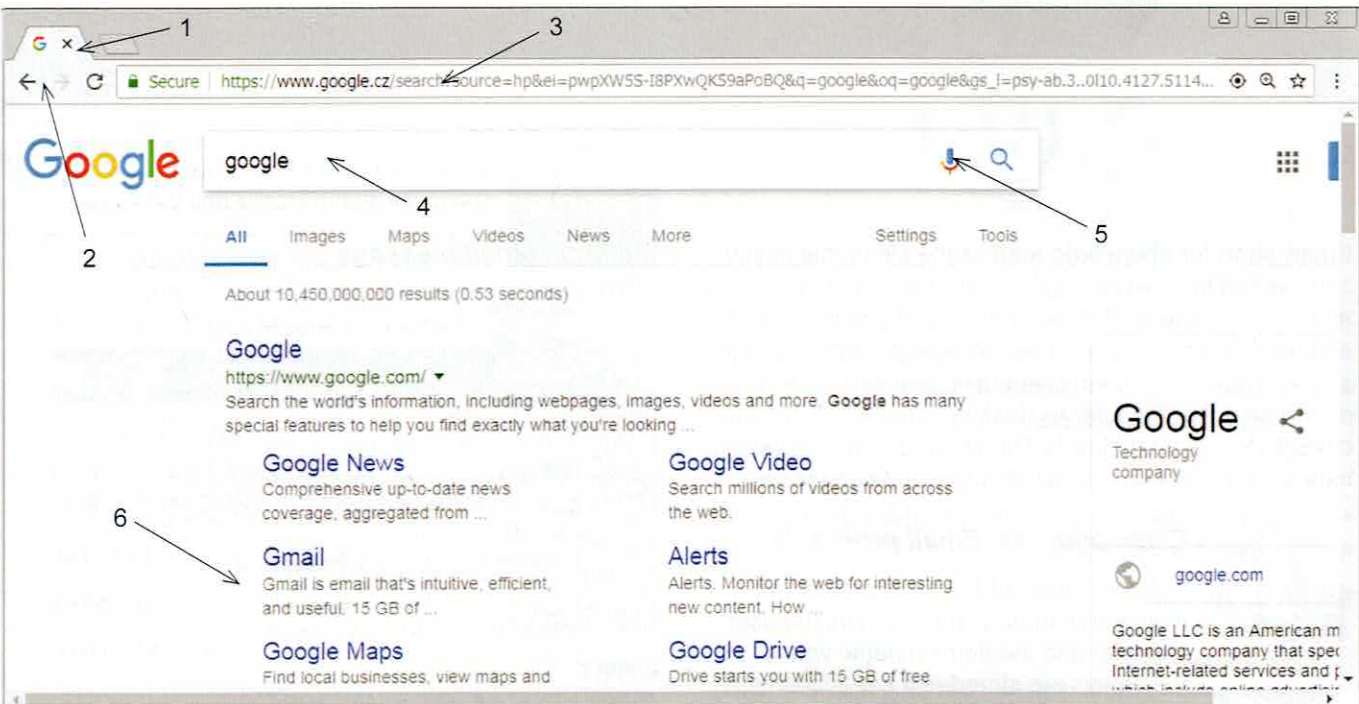 1
3
Secure https://www.google.cz/search?source=hp&ei=pwpXW5S-I8PXwQKS9aPoBQ&q=google&oq=google&gs_l=psy-ab.3..0l10.4127.5114...
Google google
4
5
2
All Images Maps Videos News More Settings Tools
About 10,450,000,000 results (0.53 seconds)
Google
https://www.google.com/
Search the world's information, including webpages, images, videos and more. Google has many
special features to help you find exactly what you're looking ...
Google News
Comprehensive up-to-date news
coverage, aggregated from ...
6
Gmail
Gmail is email that's intuitive, efficient,
and useful. 15 GB of ...
Google Maps
Find local businesses, view maps and
Google Video
Search millions of videos from across
the web.
Alerts
Alerts. Monitor the web for interesting
new content. How ...
Google Drive
Drive starts you with 15 GB of free
Google
Technology
company
google.com
Google LLC is an American m
technology company that spec
Internet-related services and p
which include online advertisin